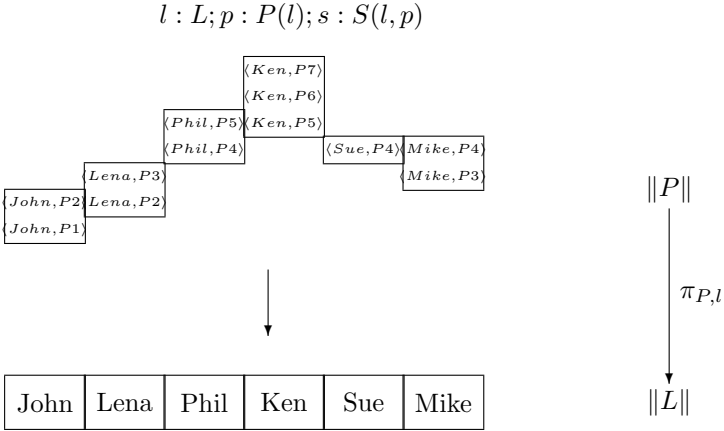 l : L; p : P(l); s : S(l, p)
⟨Ken, P7⟩
⟨Ken, P6⟩
⟨Phil, P5⟩ ⟨Ken, P5⟩
⟨Phil, P4⟩ ⟨Sue, P4⟩ ⟨Mike, P4⟩
⟨Lena, P3⟩ ⟨Mike, P3⟩
⟨John, P2⟩ ⟨Lena, P2⟩ ‖P‖
⟨John, P1⟩
π_{P,l}
John Lena Phil Ken Sue Mike ‖L‖